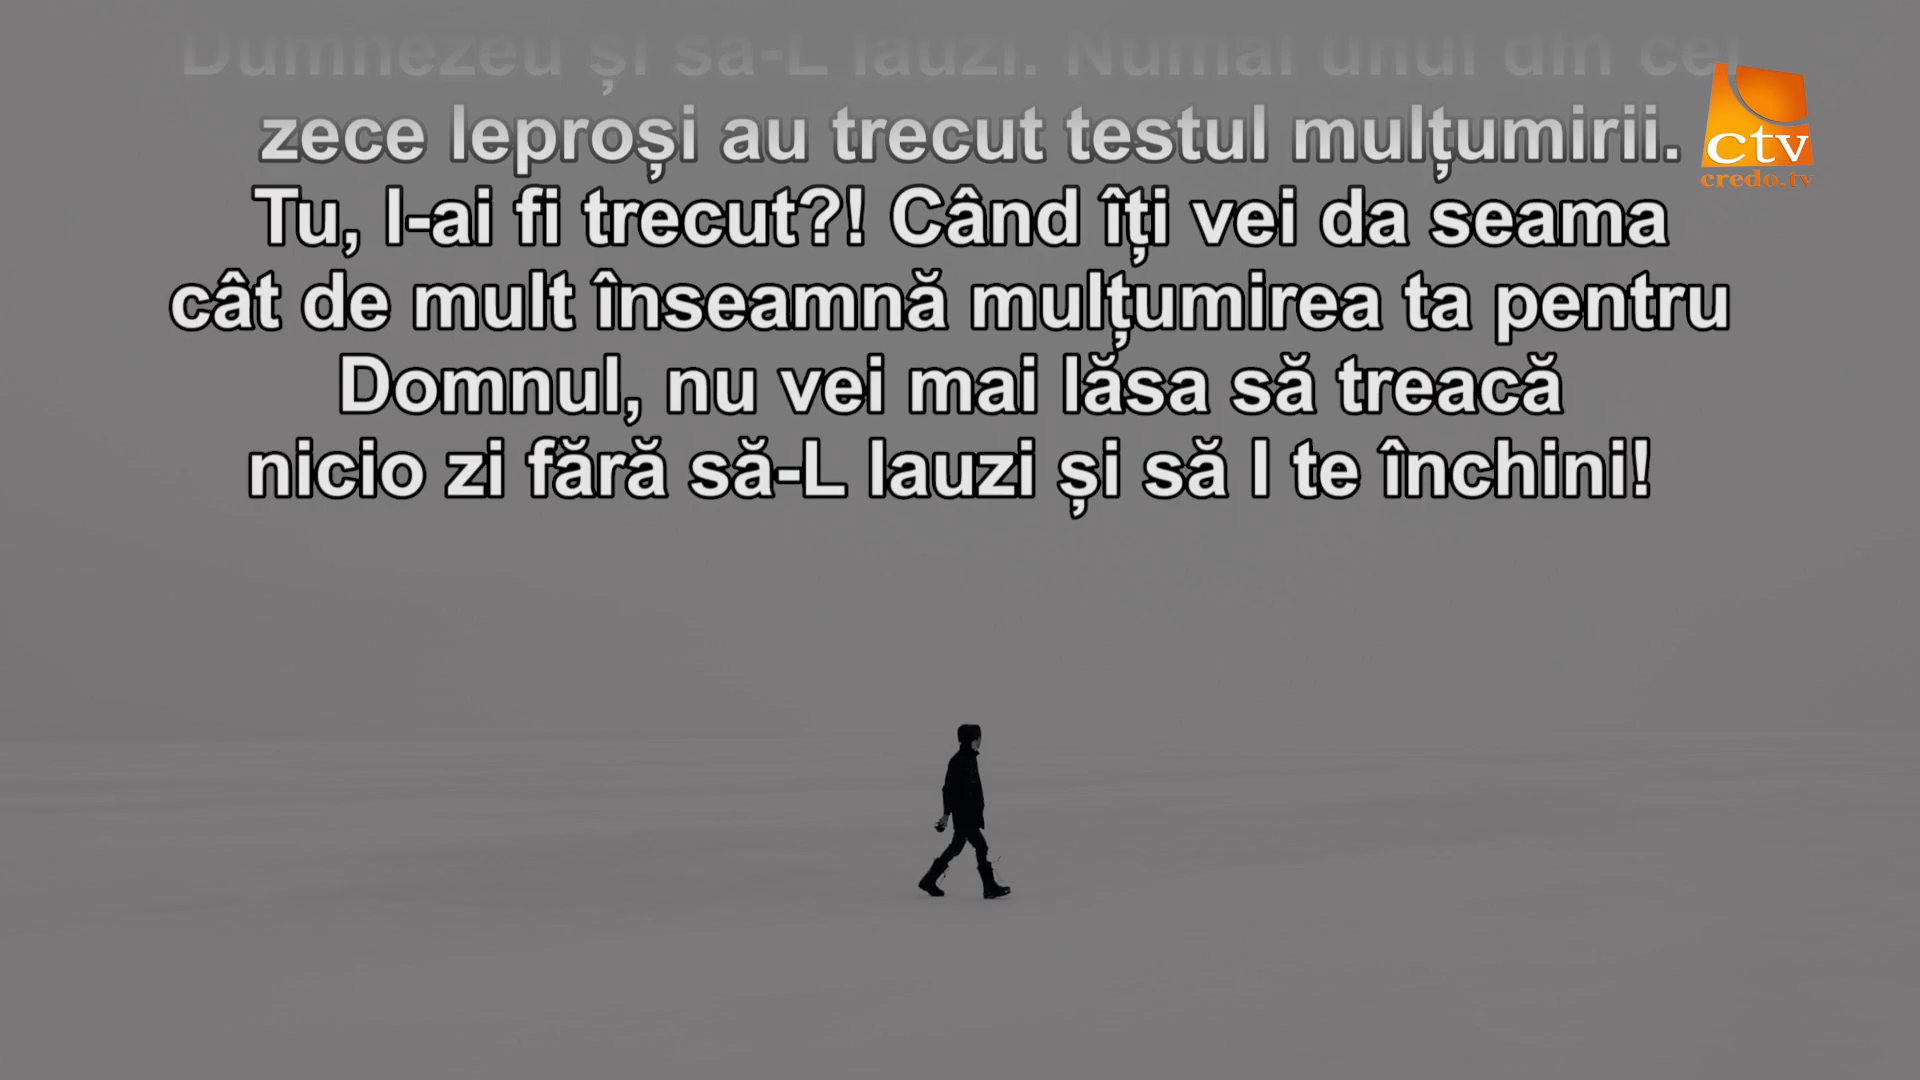 Dumnezeu și să-L lauzi. Numai unul din cei
zece leproși au trecut testul mulțumirii.
Tu, l-ai fi trecut?! Când îți vei da seama
cât de mult înseamnă mulțumirea ta pentru
Domnul, nu vei mai lăsa să treacă
nicio zi fără să-L lauzi și să I te închini!
ctv
credo.tv